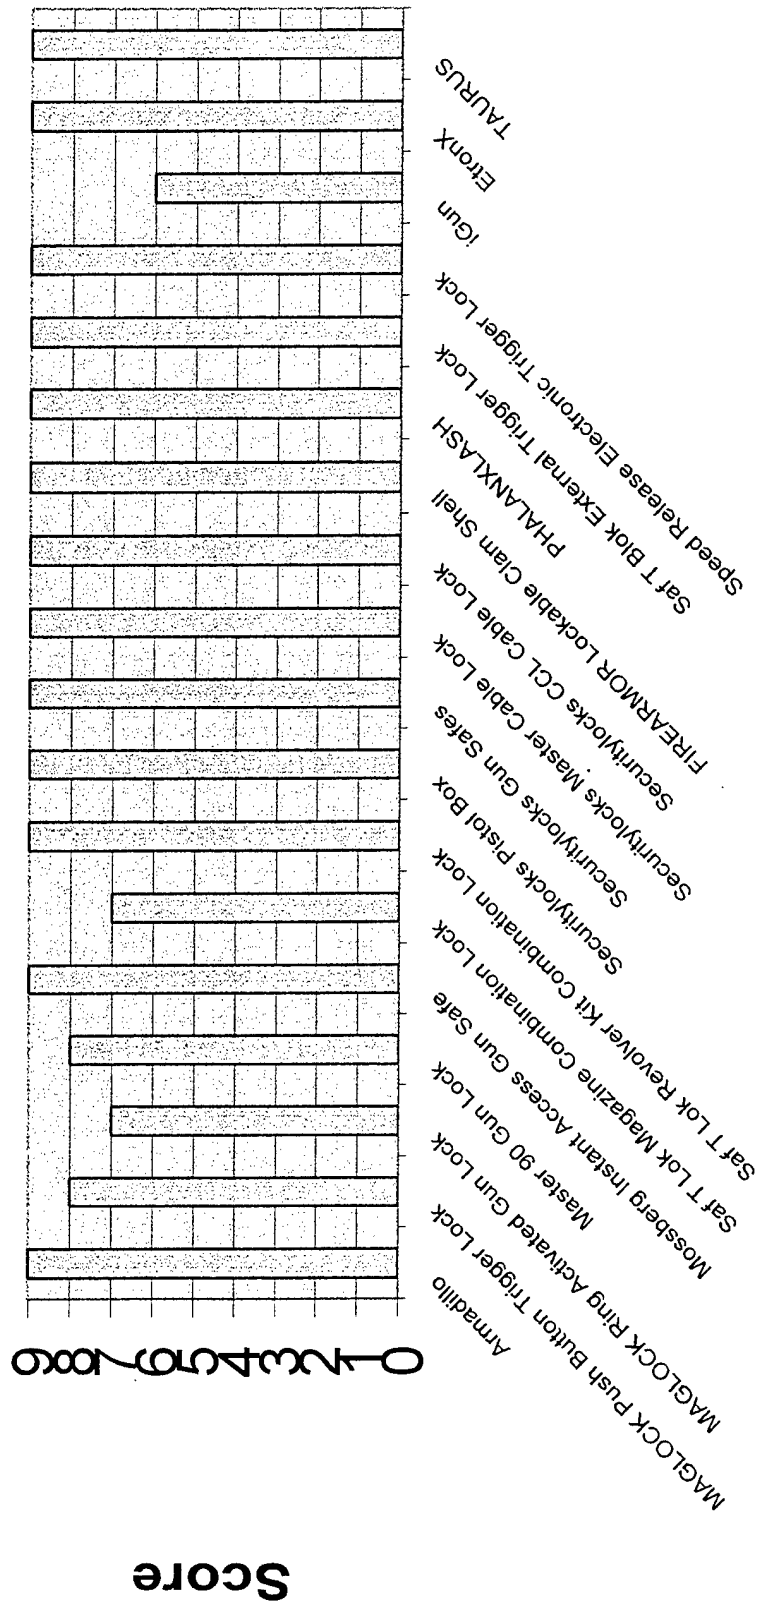 Score
9
8
7
6
5
4
3
2
1
0
Armadillo
MAGLOCK Push Button Trigger Lock
MAGLOCK Ring Activated Gun Lock
Master 90 Gun Lock
Mossberg Instant Access Gun Safe
Saf T Lok Magazine Combination Lock
Saf T Lok Revolver Kit Combination Lock
Securitylocks Pistol Box
Securitylocks Gun Safes
Securitylocks Master Cable Lock
Securitylocks CCL Cable Lock
FIREARMOR Lockable Clam Shell
PHALANXLASH
Saf T Blok External Trigger Lock
Speed Release Electronic Trigger Lock
iGun
EtronX
TAURUS